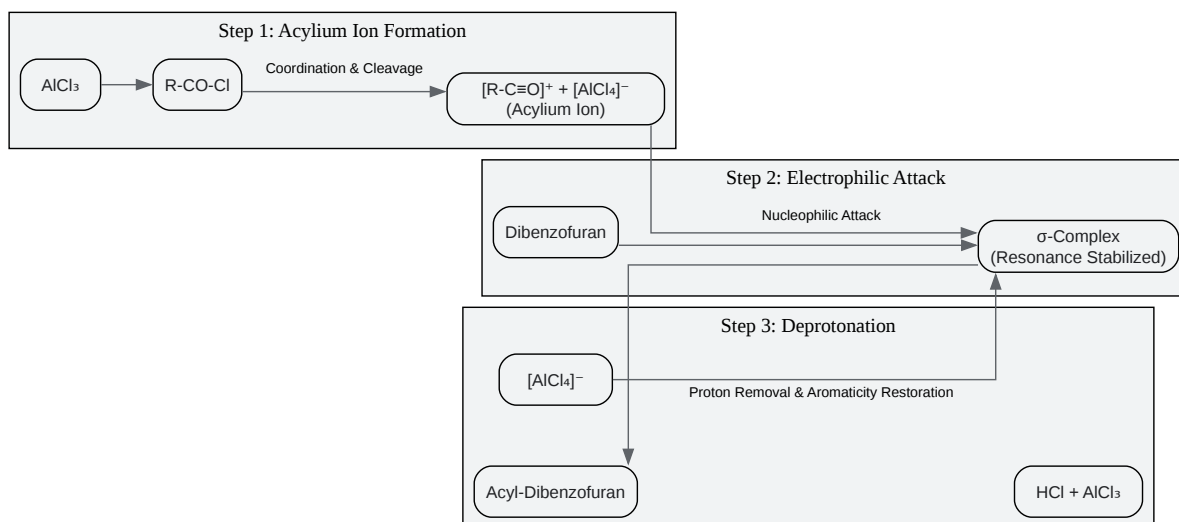 Step 1: Acylium Ion Formation
AlCl₃
R-CO-Cl
Coordination & Cleavage
[R-C≡O]⁺ + [AlCl₄]⁻
(Acylium Ion)
Step 2: Electrophilic Attack
Dibenzofuran
Nucleophilic Attack
σ-Complex
(Resonance Stabilized)
Step 3: Deprotonation
[AlCl₄]⁻
Proton Removal & Aromaticity Restoration
Acyl-Dibenzofuran
HCl + AlCl₃